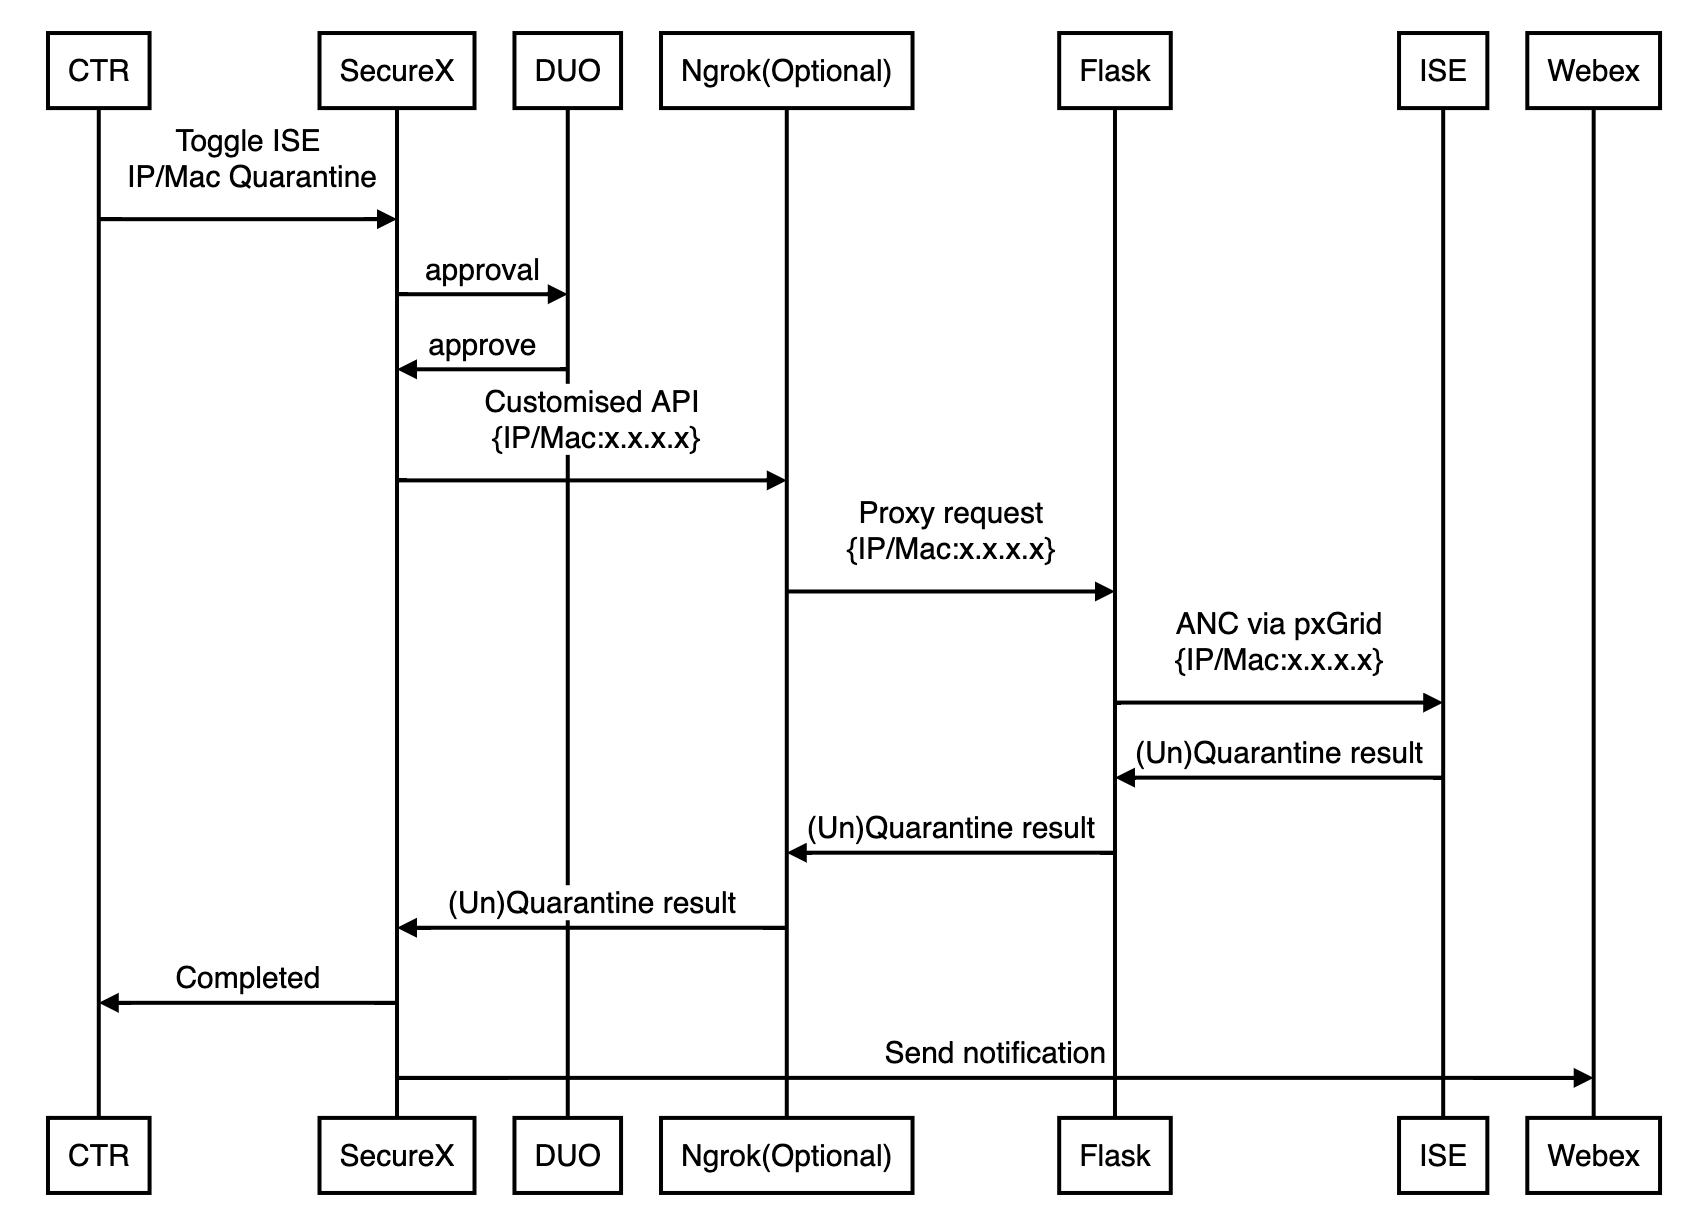 CTR
SecureX
DUO
Ngrok(Optional)
Flask
ISE
Webex
Toggle ISE
IP/Mac Quarantine
approval
approve
Customised API
{IP/Mac:x.x.x.x}
Proxy request
{IP/Mac:x.x.x.x}
ANC via pxGrid
{IP/Mac:x.x.x.x}
(Un)Quarantine result
(Un)Quarantine result
(Un)Quarantine result
Completed
Send notification
CTR
SecureX
DUO
Ngrok(Optional)
Flask
ISE
Webex